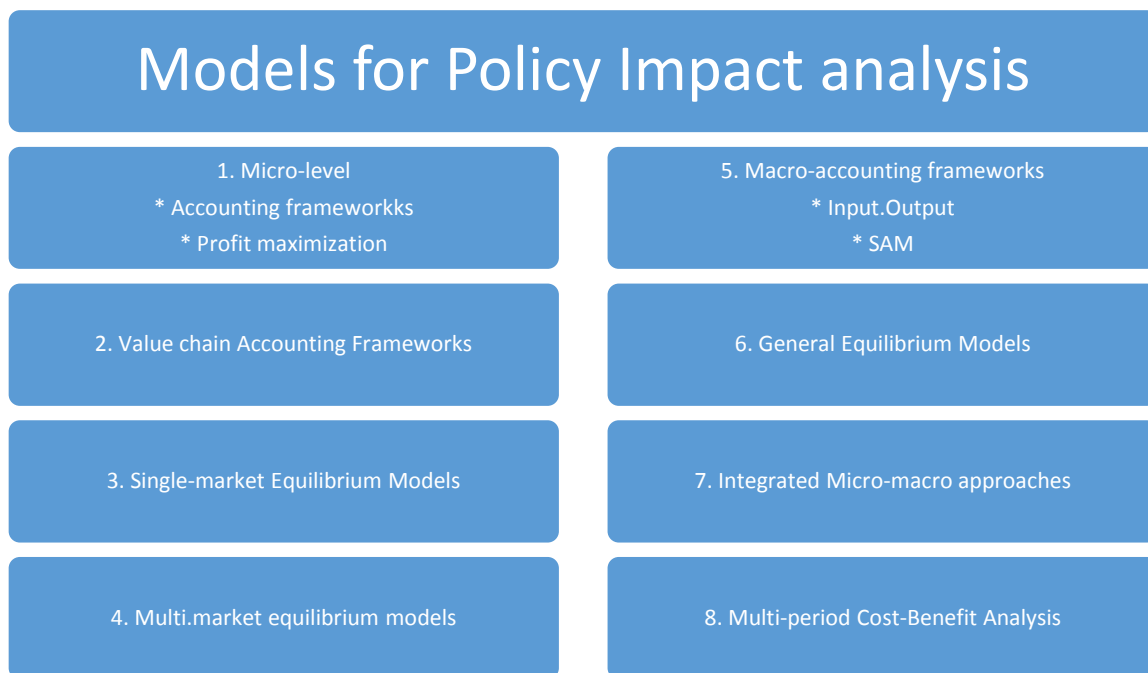 Models for Policy Impact analysis
1. Micro-level
* Accounting frameworkks
* Profit maximization
2. Value chain Accounting Frameworks
3. Single-market Equilibrium Models
4. Multi.market equilibrium models
5. Macro-accounting frameworks
* Input.Output
* SAM
6. General Equilibrium Models
7. Integrated Micro-macro approaches
8. Multi-period Cost-Benefit Analysis